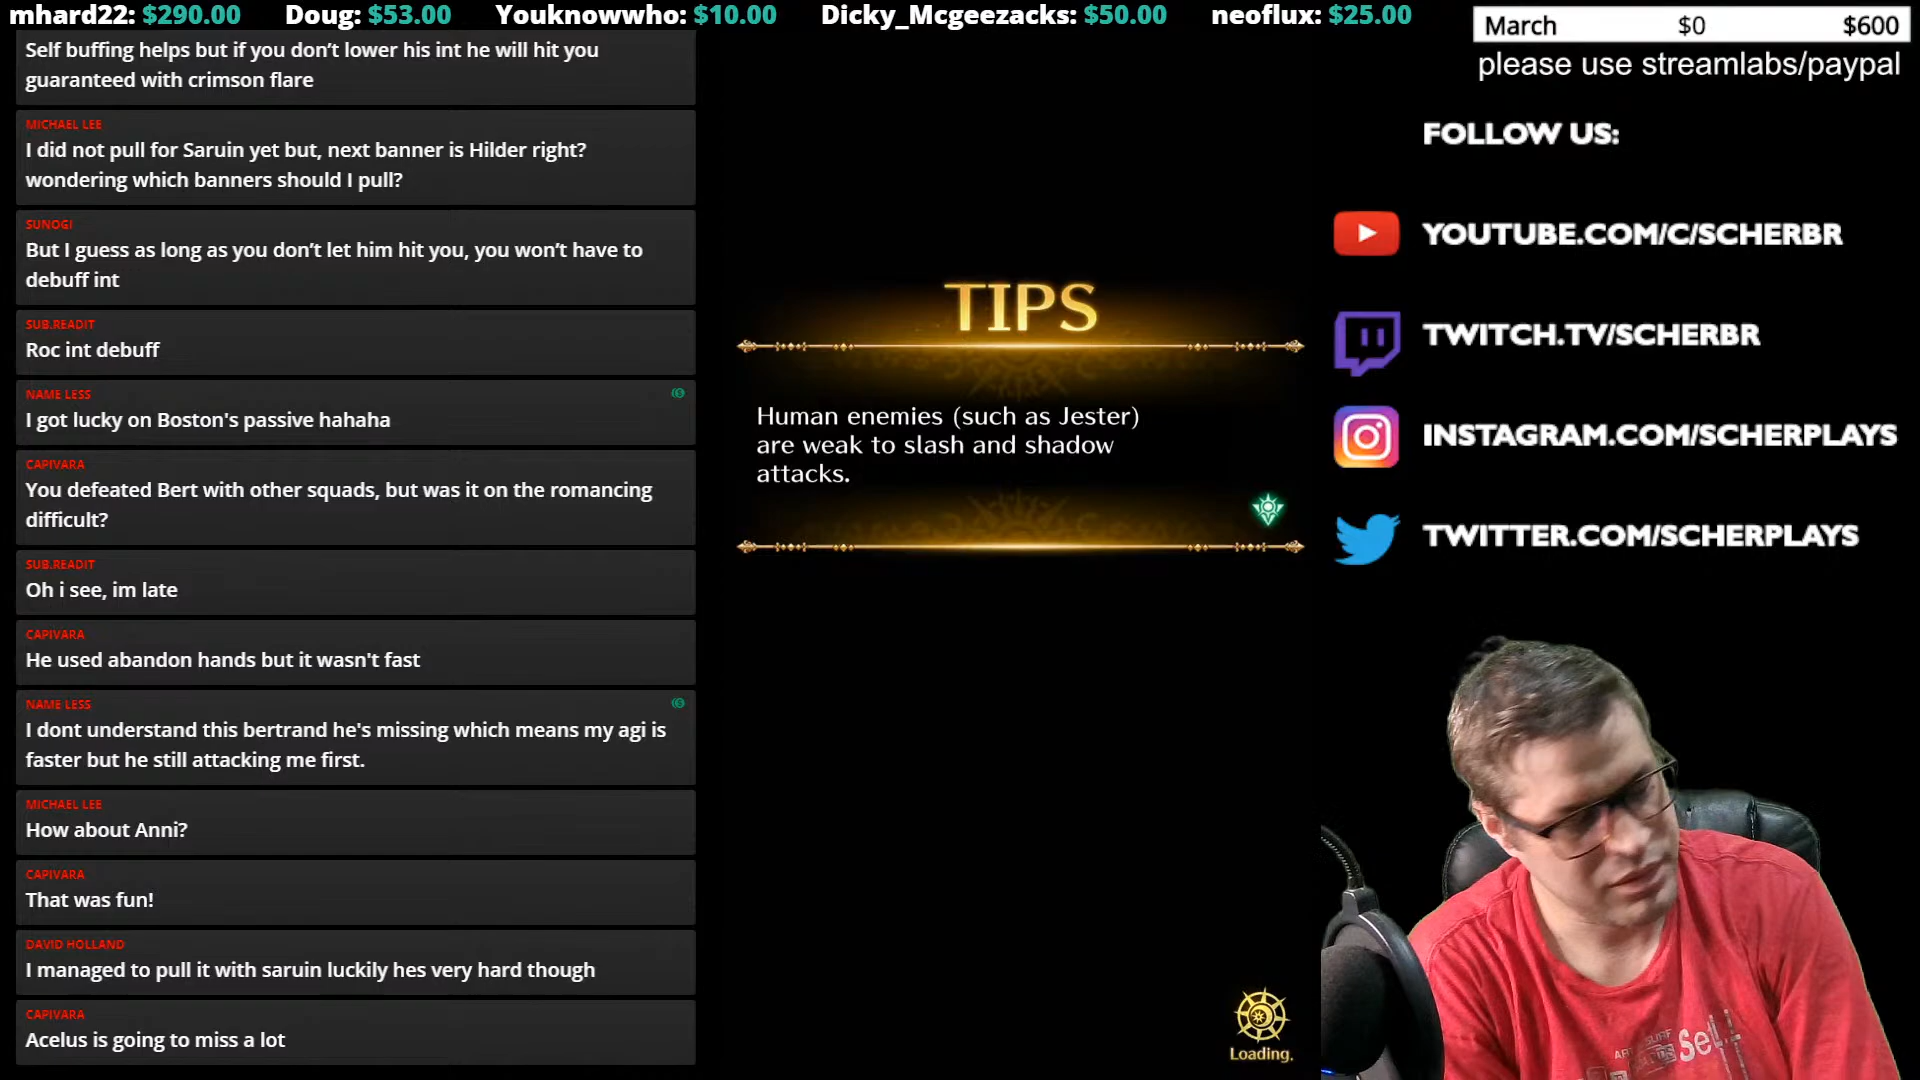 mhard22: $290.00 Doug: $53.00 Youknowwho: $10.00 Dicky_Mcgeezacks: $50.00 neoflux: $25.00
March $0 $600
please use streamlabs/paypal
Self buffing helps but if you don't lower his int he will hit you
guaranteed with crimson flare
MICHAEL LEE
I did not pull for Saruin yet but, next banner is Hilder right?
wondering which banners should I pull?
SUNOGI
But I guess as long as you don't let him hit you, you won't have to
debuff int
SUB.READIT
Roc int debuff
NAME LESS
I got lucky on Boston's passive hahaha
CAPIVARA
You defeated Bert with other squads, but was it on the romancing
difficult?
SUB.READIT
Oh i see, im late
CAPIVARA
He used abandon hands but it wasn't fast
NAME LESS
I dont understand this bertrand he's missing which means my agi is
faster but he still attacking me first.
MICHAEL LEE
How about Anni?
CAPIVARA
That was fun!
DAVID HOLLAND
I managed to pull it with saruin luckily hes very hard though
CAPIVARA
Acelus is going to miss a lot
TIPS
Human enemies (such as Jester)
are weak to slash and shadow
attacks.
Loading.
FOLLOW US:
YOUTUBE.COM/C/SCHERBR
TWITCH.TV/SCHERBR
INSTAGRAM.COM/SCHERPLAYS
TWITTER.COM/SCHERPLAYS